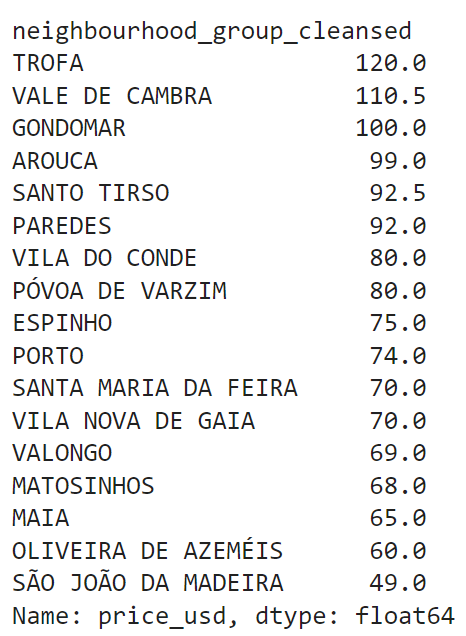 neighbourhood_group_cleansed
TROFA 120.0
VALE DE CAMBRA 110.5
GONDOMAR 100.0
AROUCA 99.0
SANTO TIRSO 92.5
PAREDES 92.0
VILA DO CONDE 80.0
PÓVOA DE VARZIM 80.0
ESPINHO 75.0
PORTO 74.0
SANTA MARIA DA FEIRA 70.0
VILA NOVA DE GAIA 70.0
VALONGO 69.0
MATOSINHOS 68.0
MAIA 65.0
OLIVEIRA DE AZEMÉIS 60.0
SÃO JOÃO DA MADEIRA 49.0
Name: price_usd, dtype: float64